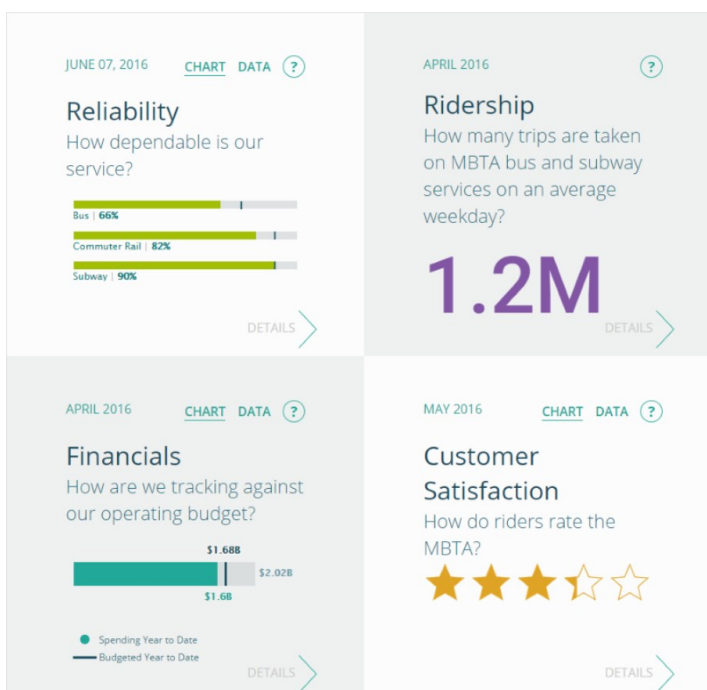 JUNE 07, 2016 CHART DATA ?
Reliability
How dependable is our
service?
Bus | 66%
Commuter Rail | 82%
Subway | 90%
DETAILS
APRIL 2016 ?
Ridership
How many trips are taken
on MBTA bus and subway
services on an average
weekday?
1.2M
DETAILS
APRIL 2016 CHART DATA ?
Financials
How are we tracking against
our operating budget?
$1.68B
$2.02B
$1.6B
Spending Year to Date
Budgeted Year to Date
DETAILS
MAY 2016 CHART DATA ?
Customer
Satisfaction
How do riders rate the
MBTA?
DETAILS